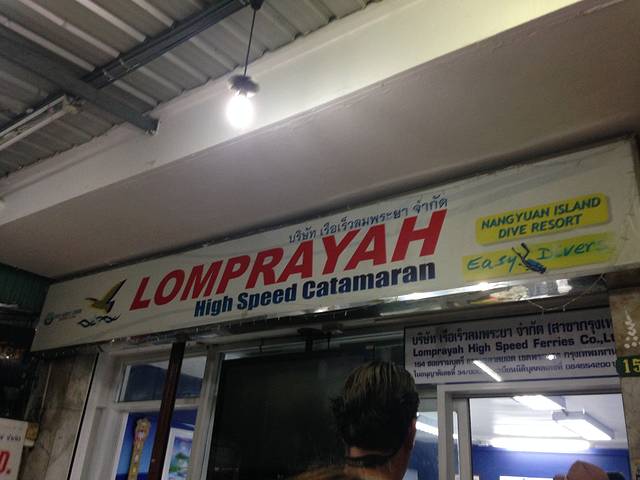 บริษัท เรือเร็วลมพระยา จำกัด
LOMPRAYAH
High Speed Catamaran
NANGYUAN ISLAND
DIVE RESORT
Easy Divers
บริษัท เรือเร็วลมพระยา จำกัด (สาขากรุงเท
Lomprayah High Speed Ferries Co.,Lt
154
15